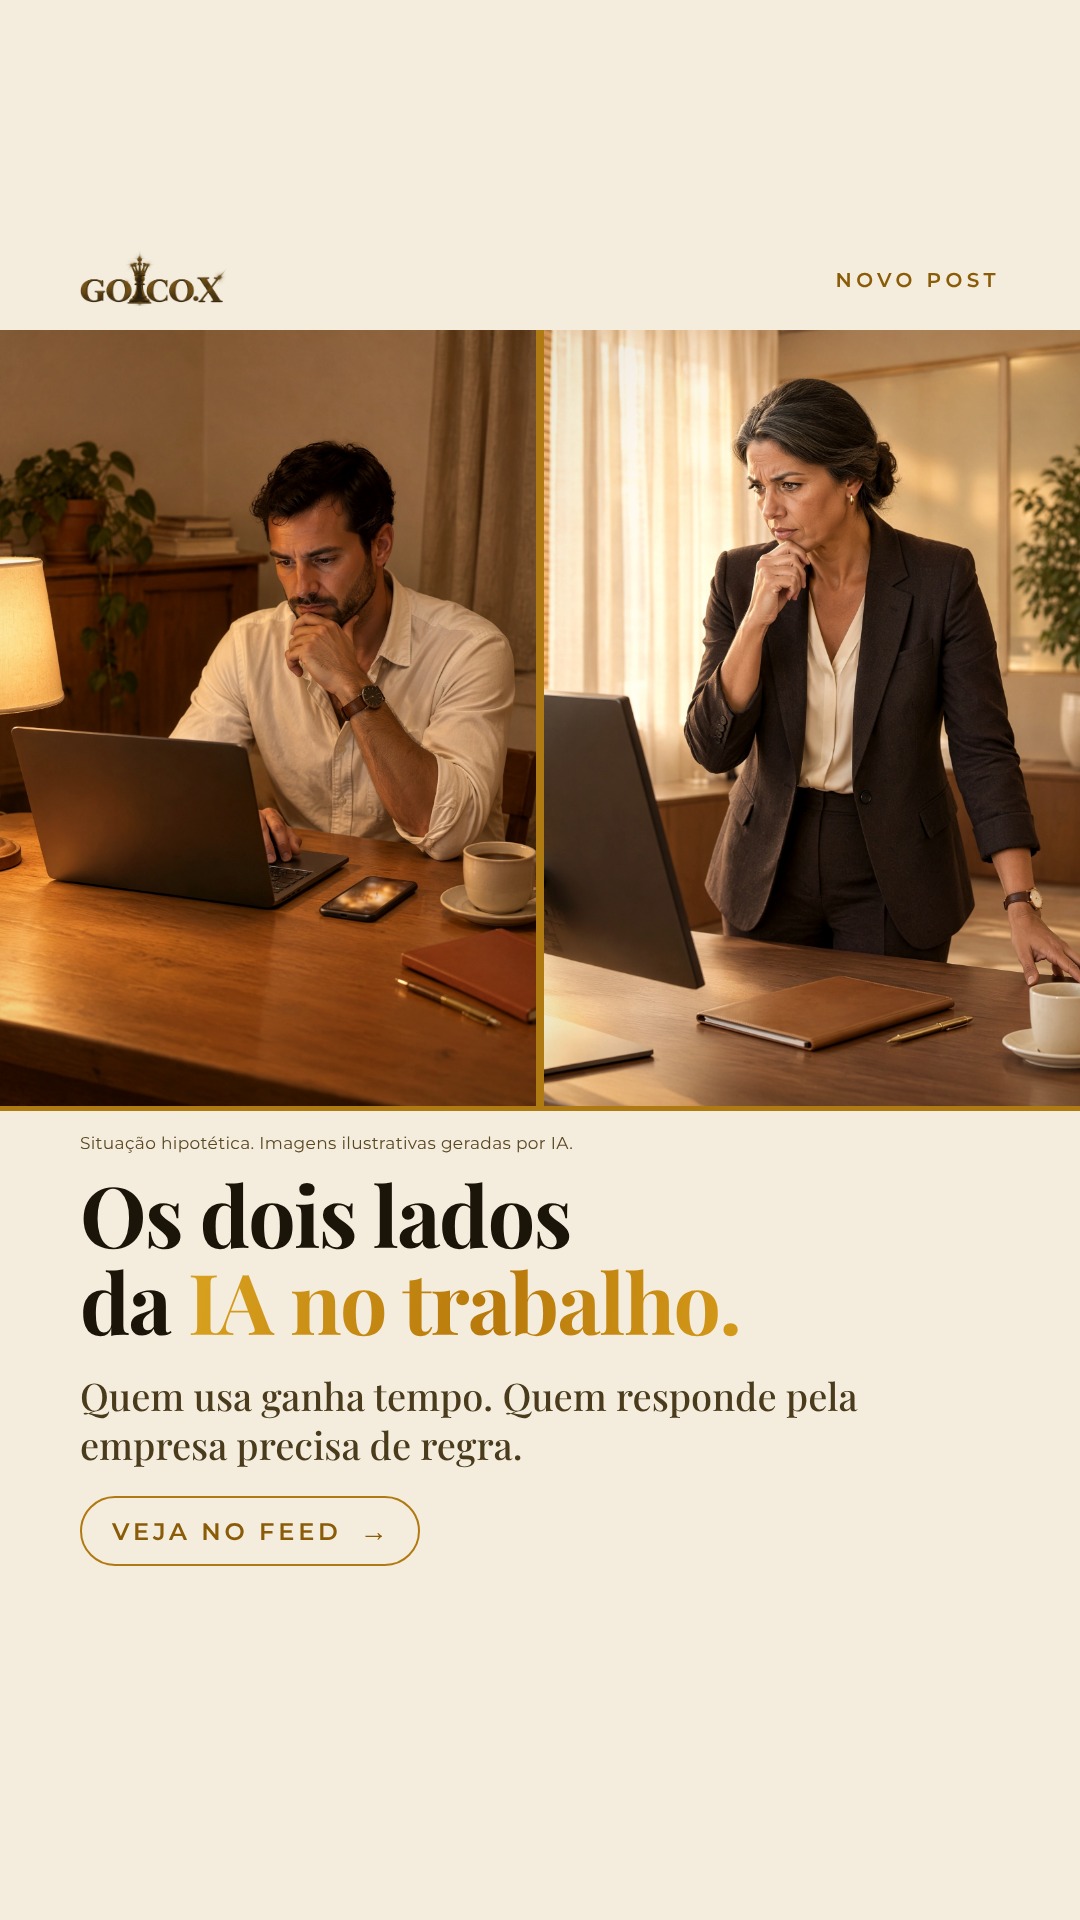 GOCO.X
NOVO POST
Situação hipotética. Imagens ilustrativas geradas por IA.
Os dois lados
da IA no trabalho.
Quem usa ganha tempo. Quem responde pela
empresa precisa de regra.
VEJA NO FEED →